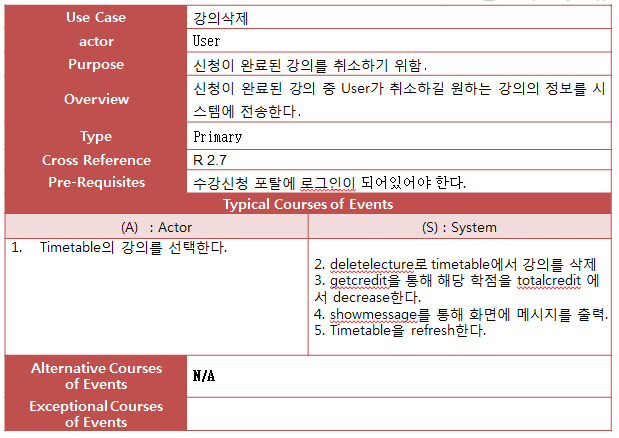 Use Case 강의삭제
actor User
Purpose 신청이 완료된 강의를 취소하기 위함.
Overview 신청이 완료된 강의 중 User가 취소하길 원하는 강의의 정보를 시
스템에 전송한다.
Type Primary
Cross Reference R 2.7
Pre-Requisites 수강신청 포탈에 로그인이 되어있어야 한다.
Typical Courses of Events
(A) : Actor (S) : System
1. Timetable의 강의를 선택한다.
2. deletelecture로 timetable에서 강의를 삭제
3. getcredit을 통해 해당 학점을 totalcredit 에
서 decrease한다.
4. showmessage를 통해 화면에 메시지를 출력.
5. Timetable을 refresh한다.
Alternative Courses
of Events
N/A
Exceptional Courses
of Events